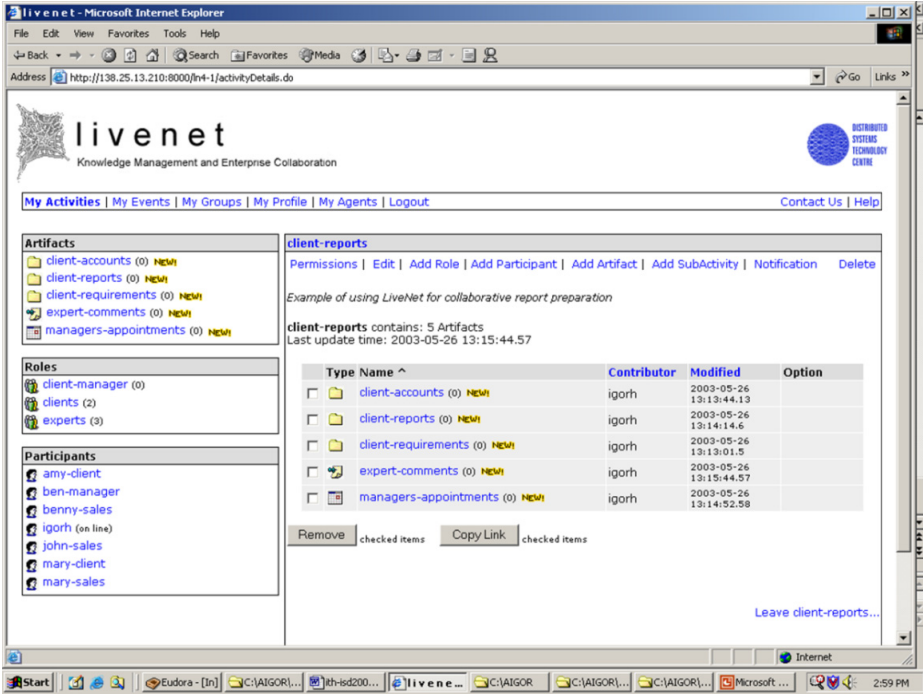 livenet - Microsoft Internet Explorer
File Edit View Favorites Tools Help
Back Search Favorites Media
Address http://138.25.13.210:8000/ln4-1/activityDetails.do Go Links »
livenet
Knowledge Management and Enterprise Collaboration
DISTRIBUTED
SYSTEMS
TECHNOLOGY
CENTRE
My Activities | My Events | My Groups | My Profile | My Agents | Logout Contact Us | Help
Artifacts
client-accounts (0) NEW!
client-reports (0) NEW!
client-requirements (0) NEW!
expert-comments (0) NEW!
managers-appointments (0) NEW!
Roles
client-manager (0)
clients (2)
experts (3)
Participants
amy-client
ben-manager
benny-sales
igorh (on line)
john-sales
mary-client
mary-sales
client-reports
Permissions | Edit | Add Role | Add Participant | Add Artifact | Add SubActivity | Notification Delete
Example of using LiveNet for collaborative report preparation
client-reports contains: 5 Artifacts
Last update time: 2003-05-26 13:15:44.57
Type Name ^ Contributor Modified Option
client-accounts (0) NEW! igorh 2003-05-26 13:13:44.13
client-reports (0) NEW! igorh 2003-05-26 13:14:14.6
client-requirements (0) NEW! igorh 2003-05-26 13:13:01.5
expert-comments (0) NEW! igorh 2003-05-26 13:15:44.57
managers-appointments (0) NEW! igorh 2003-05-26 13:14:52.58
Remove checked items Copy Link checked items
Leave client-reports...
Internet
Start Eudora - [In] C:\AIGOR\... ith-isd200... livene... C:\AIGOR C:\AIGOR\... C:\AIGOR\... Microsoft ... 2:59 PM